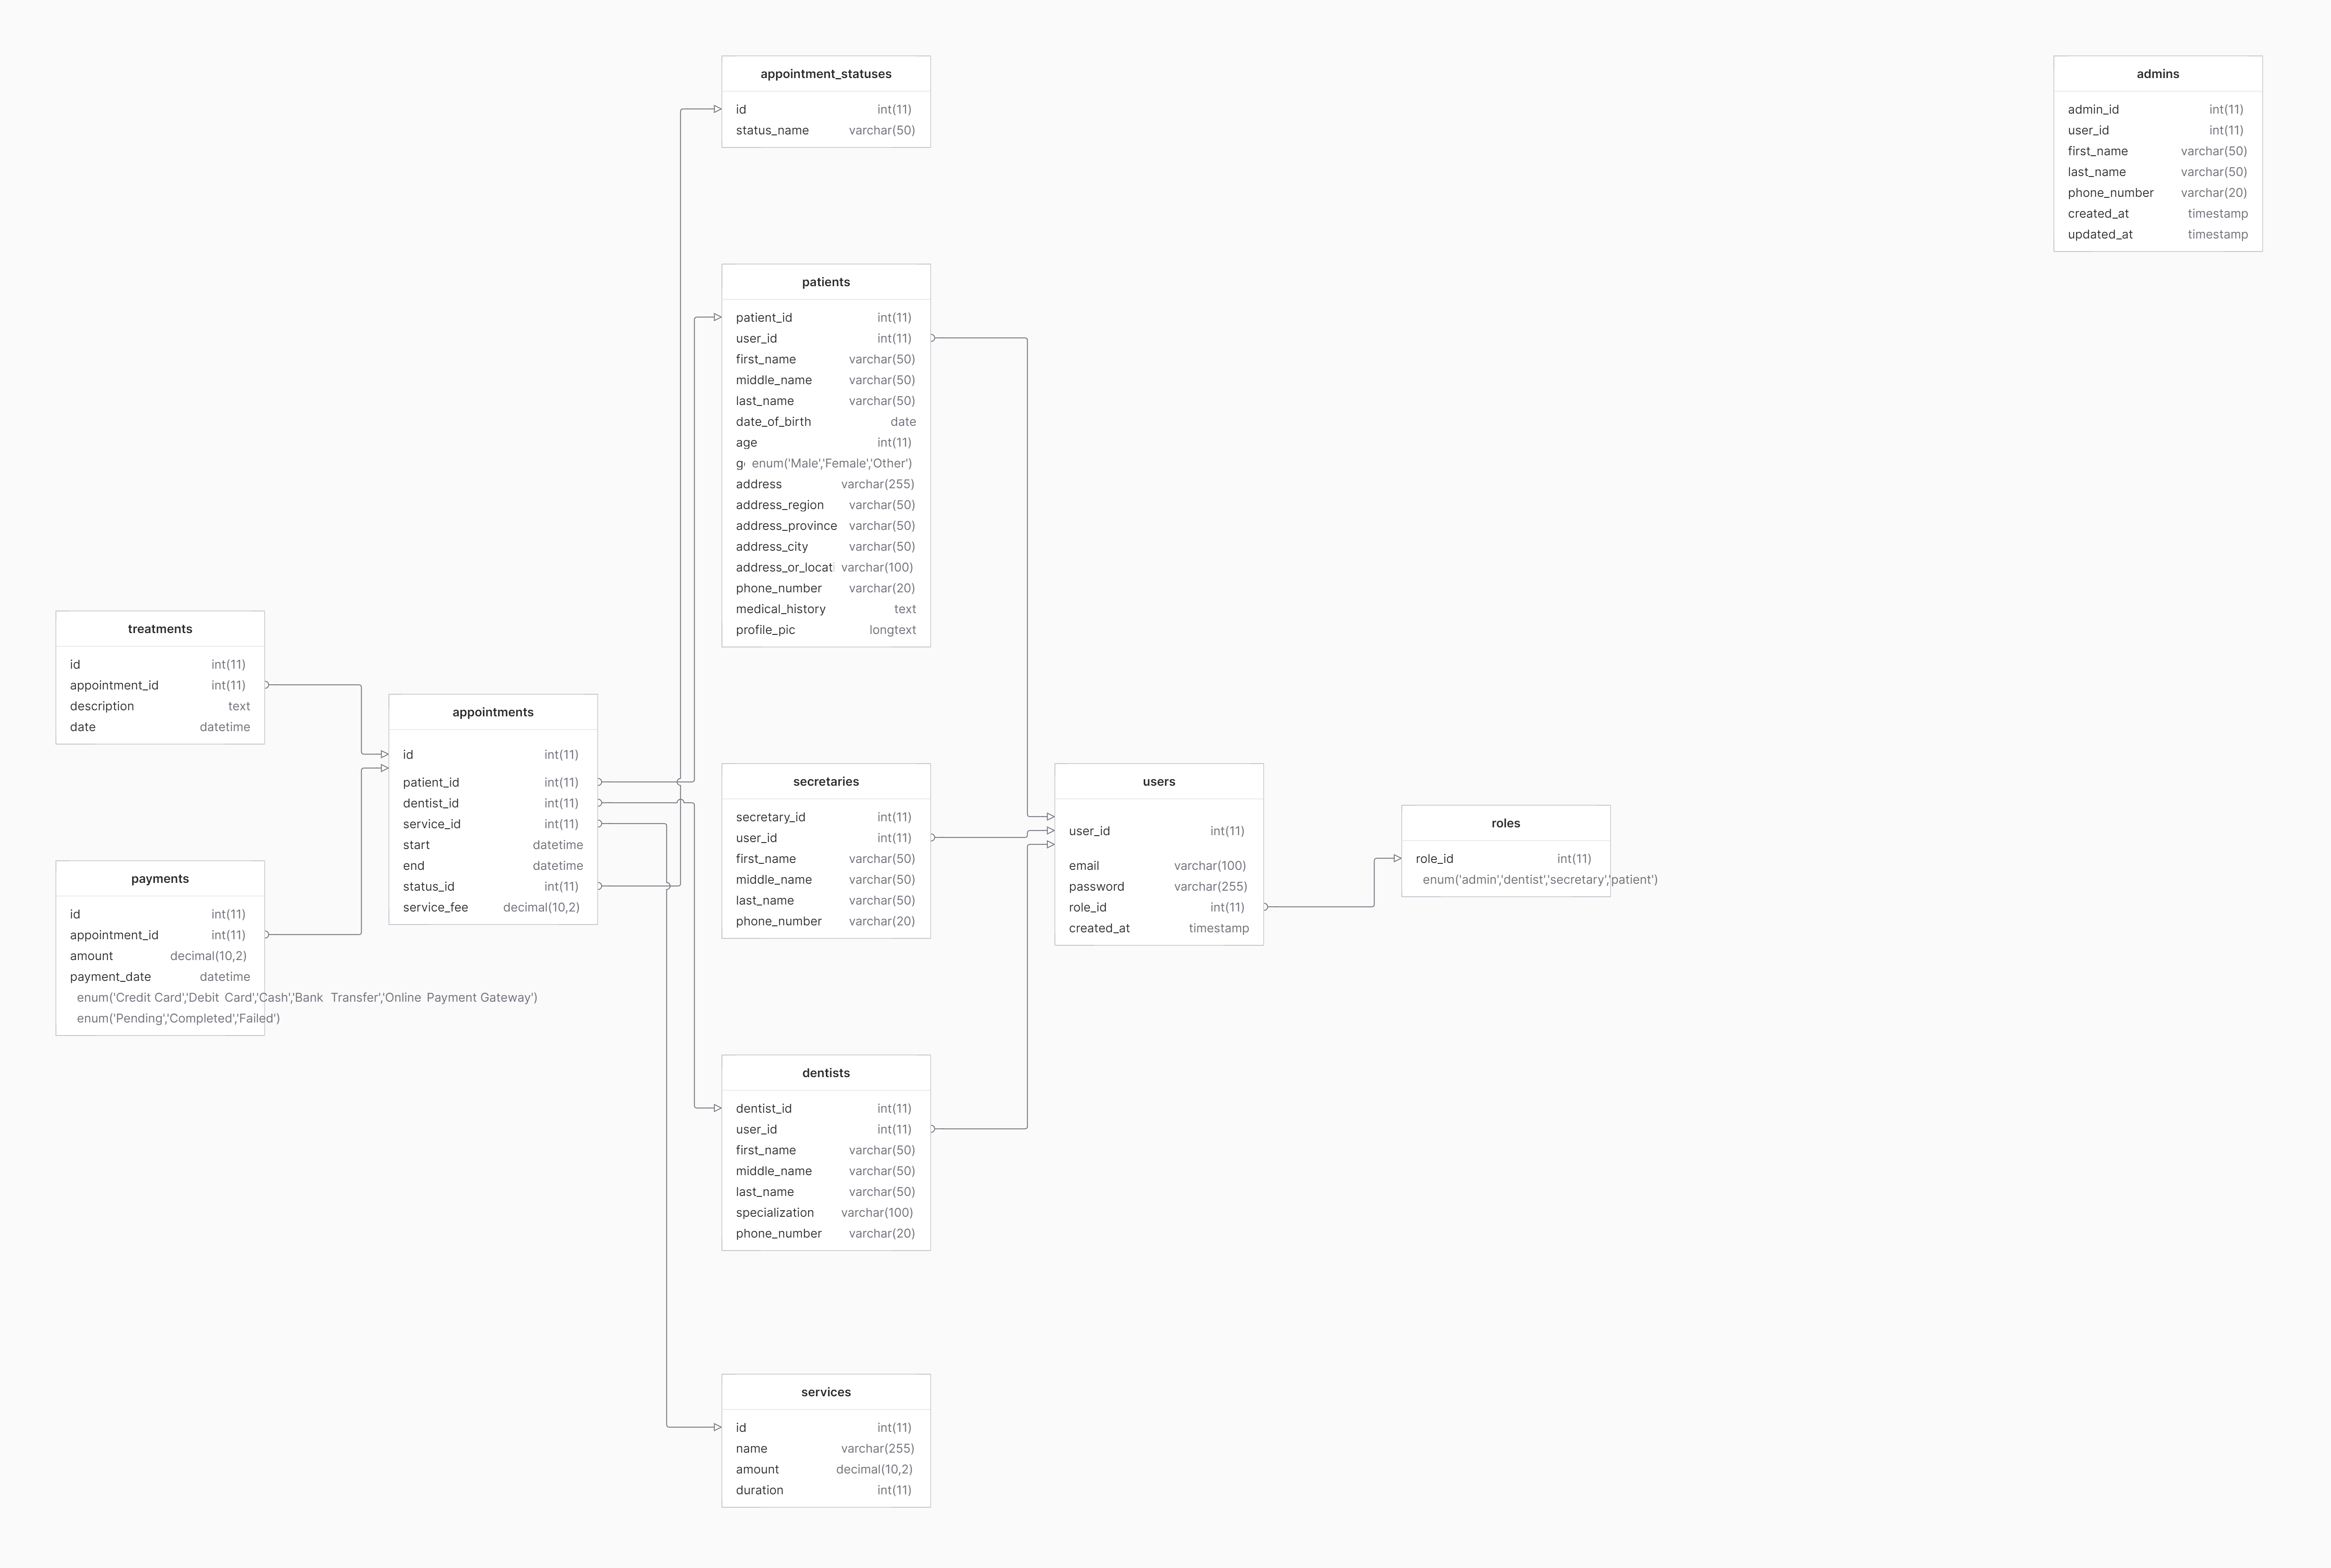 appointment_statuses
id int(11)
status_name varchar(50)
admins
admin_id int(11)
user_id int(11)
first_name varchar(50)
last_name varchar(50)
phone_number varchar(20)
created_at timestamp
updated_at timestamp
patients
patient_id int(11)
user_id int(11)
first_name varchar(50)
middle_name varchar(50)
last_name varchar(50)
date_of_birth date
age int(11)
g enum('Male','Female','Other')
address varchar(255)
address_region varchar(50)
address_province varchar(50)
address_city varchar(50)
address_or_locat varchar(100)
phone_number varchar(20)
medical_history text
profile_pic longtext
treatments
id int(11)
appointment_id int(11)
description text
date datetime
appointments
id int(11)
patient_id int(11)
dentist_id int(11)
service_id int(11)
start datetime
end datetime
status_id int(11)
service_fee decimal(10,2)
payments
id int(11)
appointment_id int(11)
amount decimal(10,2)
payment_date datetime
enum('Credit Card','Debit Card','Cash','Bank Transfer','Online Payment Gateway')
enum('Pending','Completed','Failed')
secretaries
secretary_id int(11)
user_id int(11)
first_name varchar(50)
middle_name varchar(50)
last_name varchar(50)
phone_number varchar(20)
users
user_id int(11)
email varchar(100)
password varchar(255)
role_id int(11)
created_at timestamp
roles
role_id int(11)
enum('admin','dentist','secretary','patient')
dentists
dentist_id int(11)
user_id int(11)
first_name varchar(50)
middle_name varchar(50)
last_name varchar(50)
specialization varchar(100)
phone_number varchar(20)
services
id int(11)
name varchar(255)
amount decimal(10,2)
duration int(11)